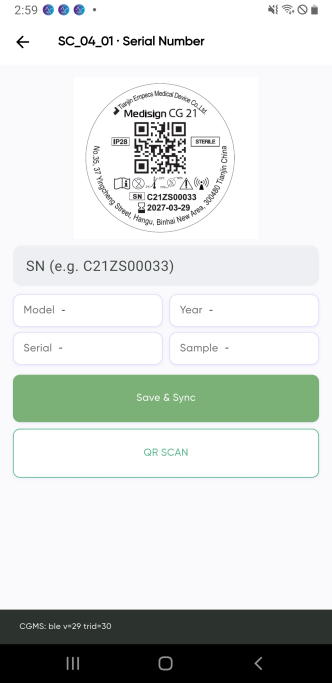 2:59
SC_04_01 · Serial Number
Tianjin Empecs Medical Device Co.,Ltd.
Medisign CG 21
IP28
STERILE
SN C21ZS00033
2027-03-29
No.35, 37 Yingcheng Street, Hangu, Binhai New Area, 300480 Tianjin China
SN (e.g. C21ZS00033)
Model -
Year -
Serial -
Sample -
Save & Sync
QR SCAN
CGMS: ble v=29 trid=30